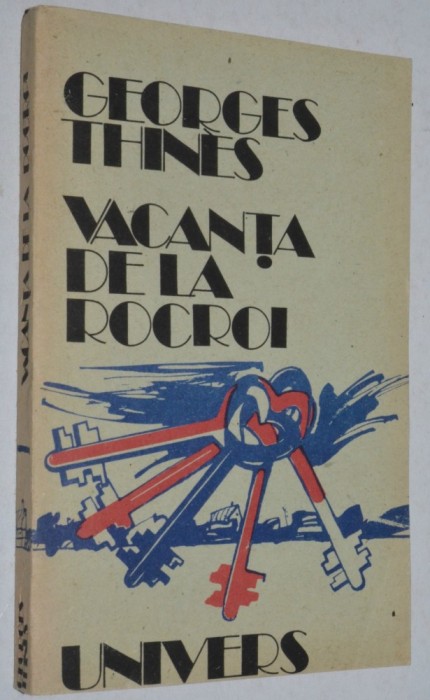 GEORGES
THINÈS
VACANȚA
DE LA
ROCROI
UNIVERS